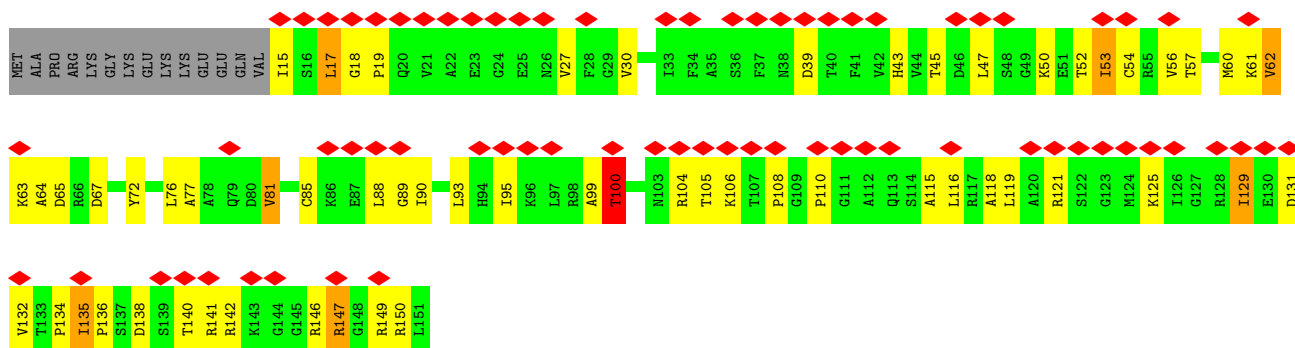 MET ALA PRO ARG LYS GLY LYS GLU LYS LYS GLU GLU GLN VAL I15 S16 L17 G18 P19 Q20 V21 A22 E23 G24 E25 N26 V27 F28 G29 V30 I33 F34 A35 S36 F37 N38 D39 T40 F41 V42 H43 V44 T45 D46 L47 S48 G49 K50 E51 T52 I53 C54 R55 V56 T57 M60 K61 V62
K63 A64 D65 R66 D67 Y72 L76 A77 A78 Q79 D80 V81 C85 K86 E87 L88 G89 I90 L93 H94 I95 K96 L97 R98 A99 T100 N103 R104 T105 K106 T107 P108 G109 P110 G111 A112 Q113 S114 A115 L116 R117 A118 L119 A120 R121 S122 G123 M124 K125 I126 G127 R128 I129 E130 D131
V132 T133 P134 I135 P136 S137 D138 S139 T140 R141 R142 K143 G144 G145 R146 R147 G148 R149 R150 L151